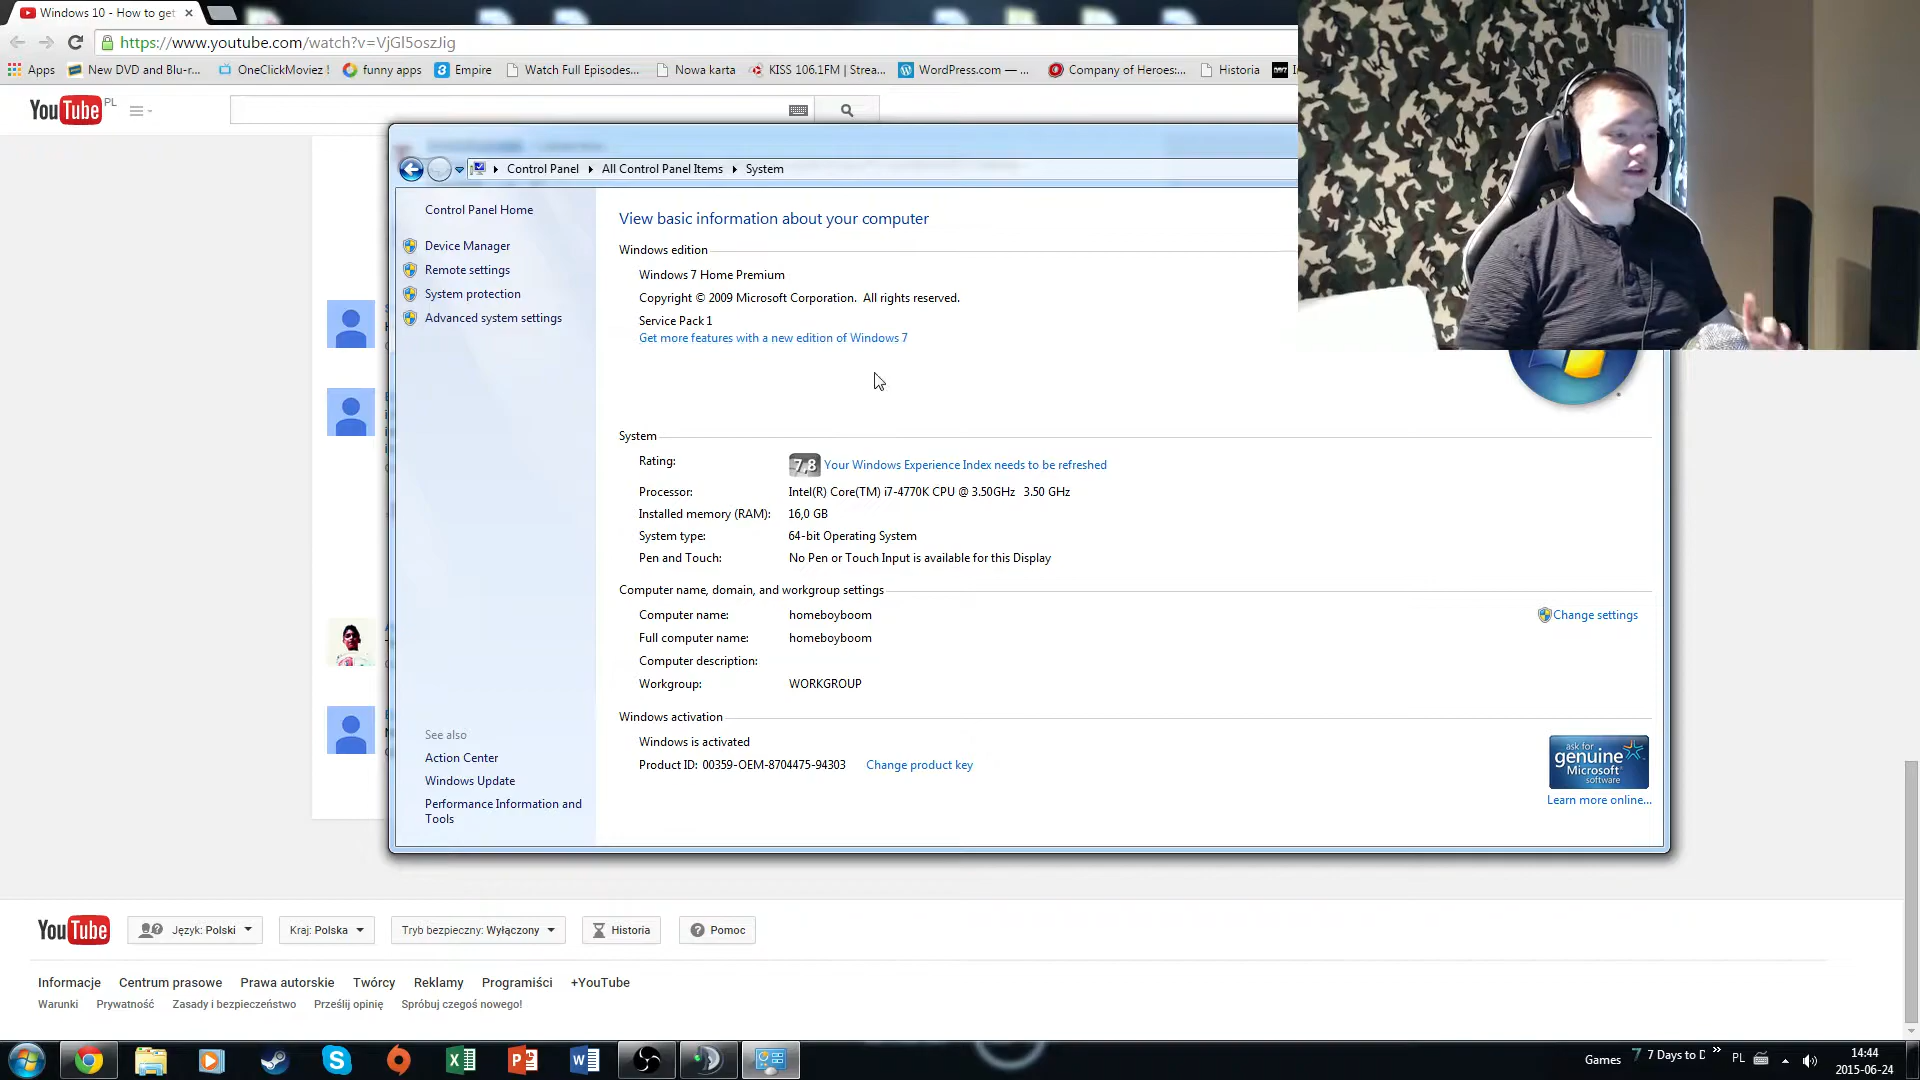 Windows 10 - How to get
https://www.youtube.com/watch?v=VjGl5oszJig
Apps
New DVD and Blu-r...
OneClickMoviez !
funny apps
Empire
Watch Full Episodes...
Nowa karta
KISS 106.1FM | Strea...
WordPress.com — ...
Company of Heroes:...
Historia
YouTube PL
Control Panel
All Control Panel Items
System
Control Panel Home
Device Manager
Remote settings
System protection
Advanced system settings
View basic information about your computer
Windows edition
Windows 7 Home Premium
Copyright © 2009 Microsoft Corporation.  All rights reserved.
Service Pack 1
Get more features with a new edition of Windows 7
System
Rating: 7,8 Your Windows Experience Index needs to be refreshed
Processor: Intel(R) Core(TM) i7-4770K CPU @ 3.50GHz   3.50 GHz
Installed memory (RAM): 16,0 GB
System type: 64-bit Operating System
Pen and Touch: No Pen or Touch Input is available for this Display
Computer name, domain, and workgroup settings
Computer name: homeboyboom
Change settings
Full computer name: homeboyboom
Computer description:
Workgroup: WORKGROUP
Windows activation
Windows is activated
Product ID: 00359-OEM-8704475-94303 Change product key
ask for
genuine
Microsoft
software
Learn more online...
See also
Action Center
Windows Update
Performance Information and
Tools
YouTube
Język: Polski
Kraj: Polska
Tryb bezpieczny: Wyłączony
Historia
Pomoc
Informacje Centrum prasowe Prawa autorskie Twórcy Reklamy Programiści +YouTube
Warunki Prywatność Zasady i bezpieczeństwo Prześlij opinię Spróbuj czegoś nowego!
Games
7 Days to D
PL
14:44
2015-06-24